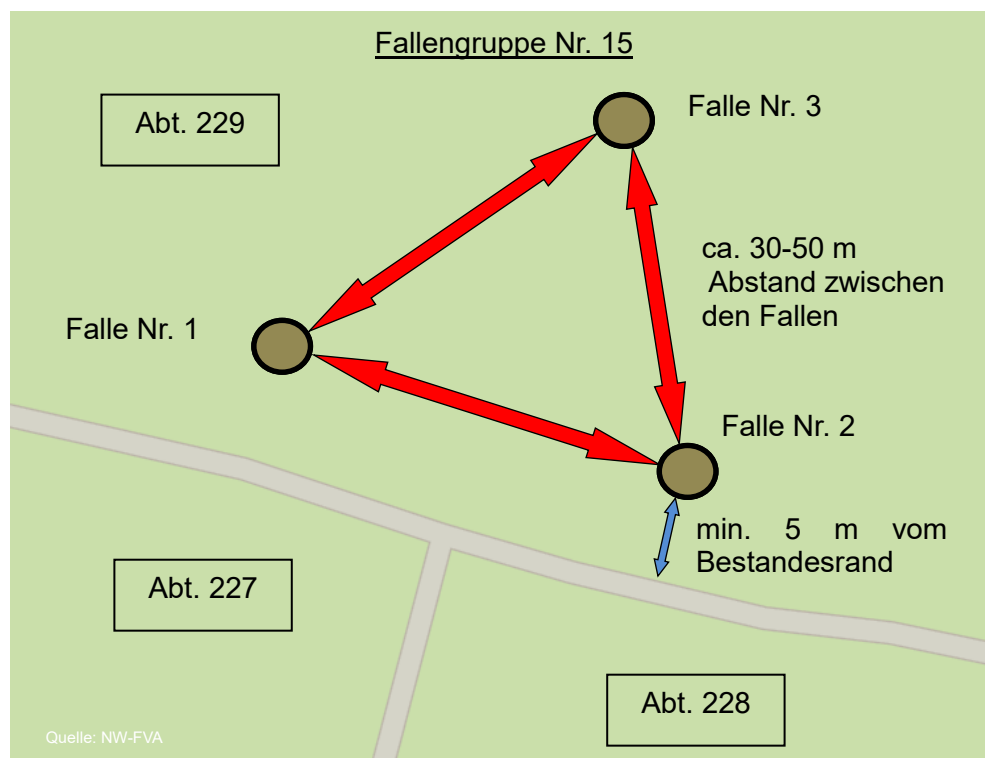 Fallengruppe Nr. 15
Abt. 229
Falle Nr. 3
ca. 30-50 m
Abstand zwischen
den Fallen
Falle Nr. 1
Falle Nr. 2
min. 5 m vom
Bestandesrand
Abt. 227
Abt. 228
Quelle: NW-FVA